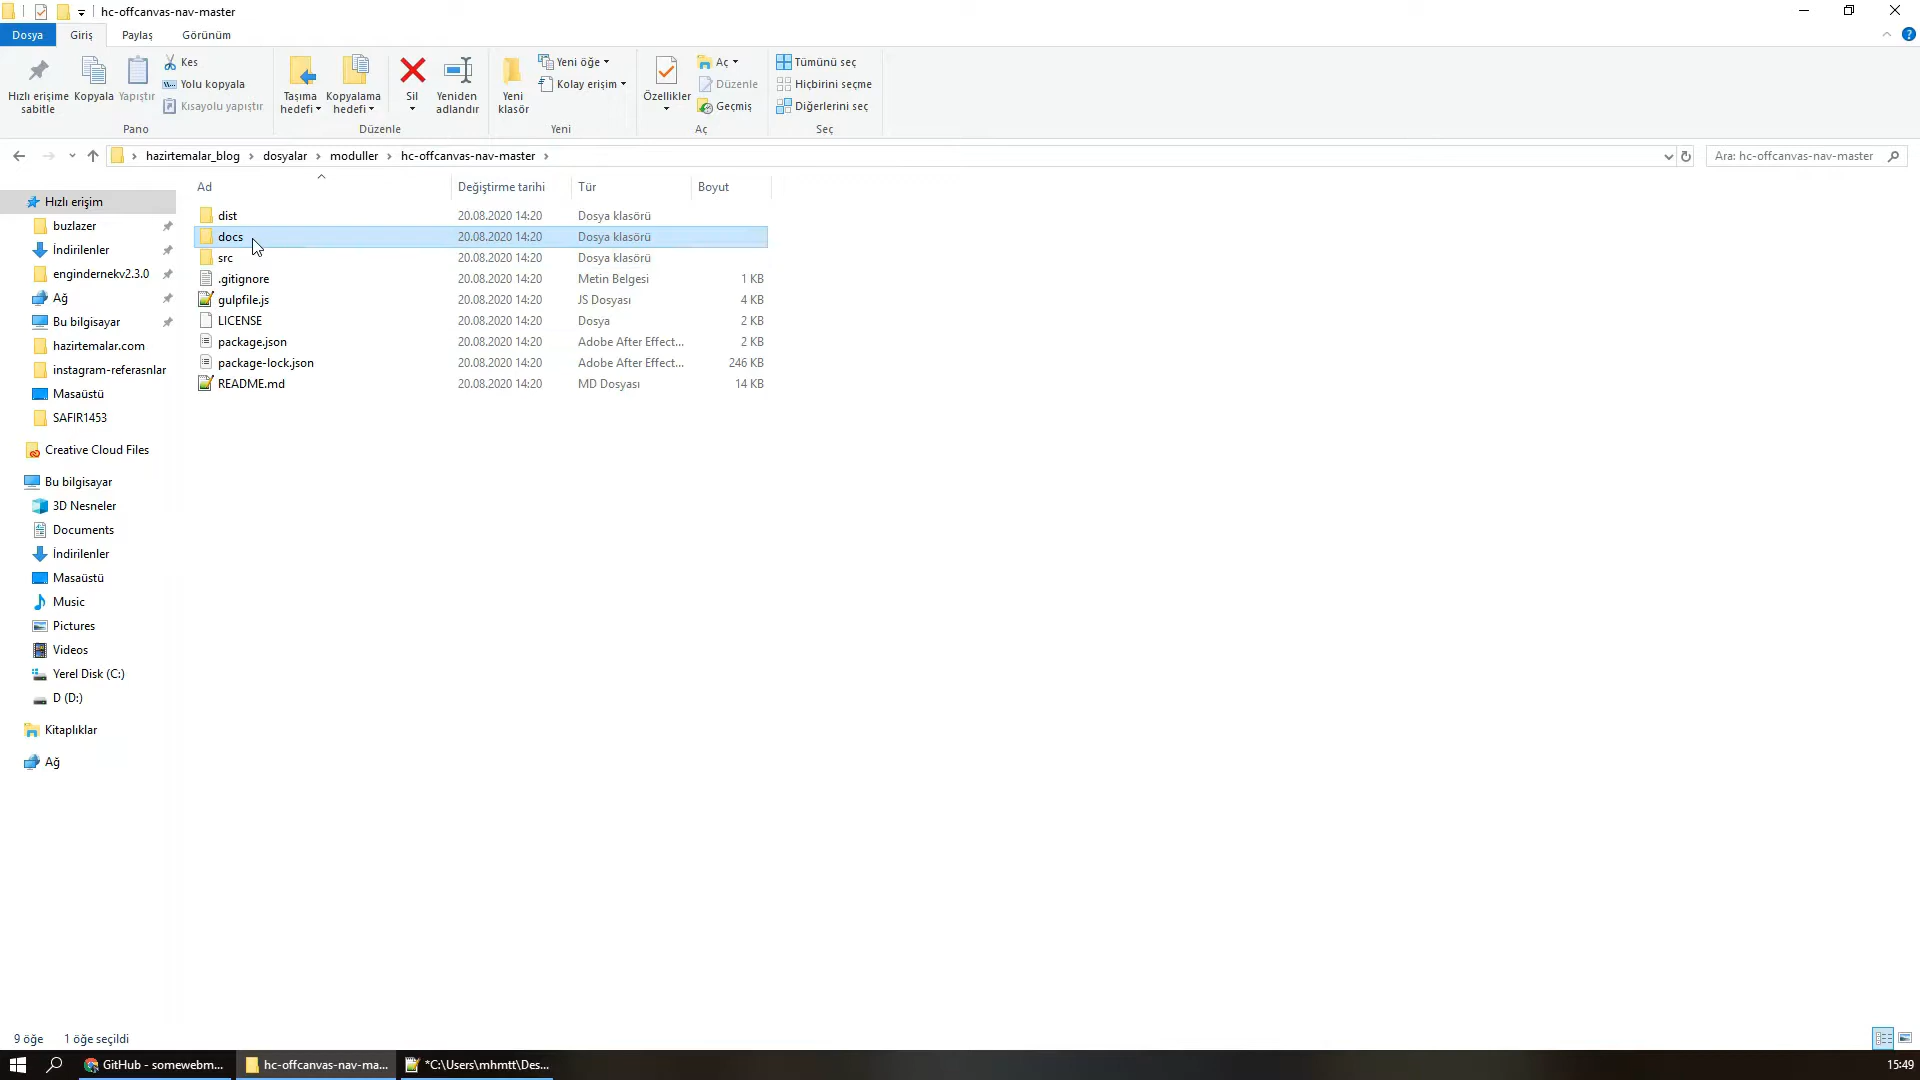 hc-offcanvas-nav-master
Dosya Giriş Paylaş Görünüm
Hızlı erişime sabitle
Kopyala
Yapıştır
Kes
Yolu kopyala
Kısayolu yapıştır
Pano
Taşıma hedefi
Kopyalama hedefi
Sil
Yeniden adlandır
Düzenle
Yeni klasör
Yeni öğe
Kolay erişim
Yeni
Özellikler
Aç
Düzenle
Geçmiş
Aç
Tümünü seç
Hiçbirini seçme
Diğerlerini seç
Seç
hazirtemalar_blog > dosyalar > moduller > hc-offcanvas-nav-master >
Ara: hc-offcanvas-nav-master
Hızlı erişim
buzlazer
İndirilenler
engindernekv2.3.0
Ağ
Bu bilgisayar
hazirtemalar.com
instagram-referasnlar
Masaüstü
SAFIR1453
Creative Cloud Files
Bu bilgisayar
3D Nesneler
Documents
İndirilenler
Masaüstü
Music
Pictures
Videos
Yerel Disk (C:)
D (D:)
Kitaplıklar
Ağ
Ad Değiştirme tarihi Tür Boyut
dist 20.08.2020 14:20 Dosya klasörü
docs 20.08.2020 14:20 Dosya klasörü
src 20.08.2020 14:20 Dosya klasörü
.gitignore 20.08.2020 14:20 Metin Belgesi 1 KB
gulpfile.js 20.08.2020 14:20 JS Dosyası 4 KB
LICENSE 20.08.2020 14:20 Dosya 2 KB
package.json 20.08.2020 14:20 Adobe After Effect... 2 KB
package-lock.json 20.08.2020 14:20 Adobe After Effect... 246 KB
README.md 20.08.2020 14:20 MD Dosyası 14 KB
9 öğe 1 öğe seçildi
GitHub - somewebm... hc-offcanvas-nav-ma... *C:\Users\mhmtt\Des... 15:49